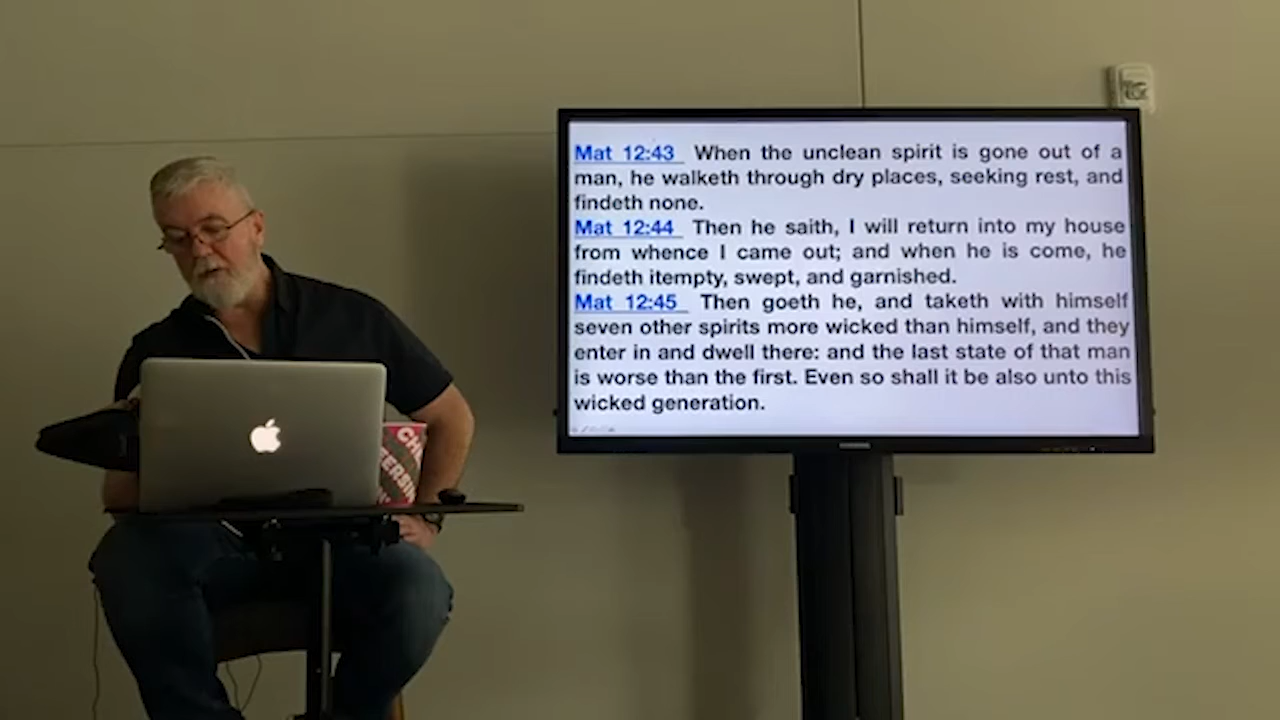 Mat 12:43 When the unclean spirit is gone out of a
man, he walketh through dry places, seeking rest, and
findeth none.
Mat 12:44 Then he saith, I will return into my house
from whence I came out; and when he is come, he
findeth itempty, swept, and garnished.
Mat 12:45 Then goeth he, and taketh with himself
seven other spirits more wicked than himself, and they
enter in and dwell there: and the last state of that man
is worse than the first. Even so shall it be also unto this
wicked generation.